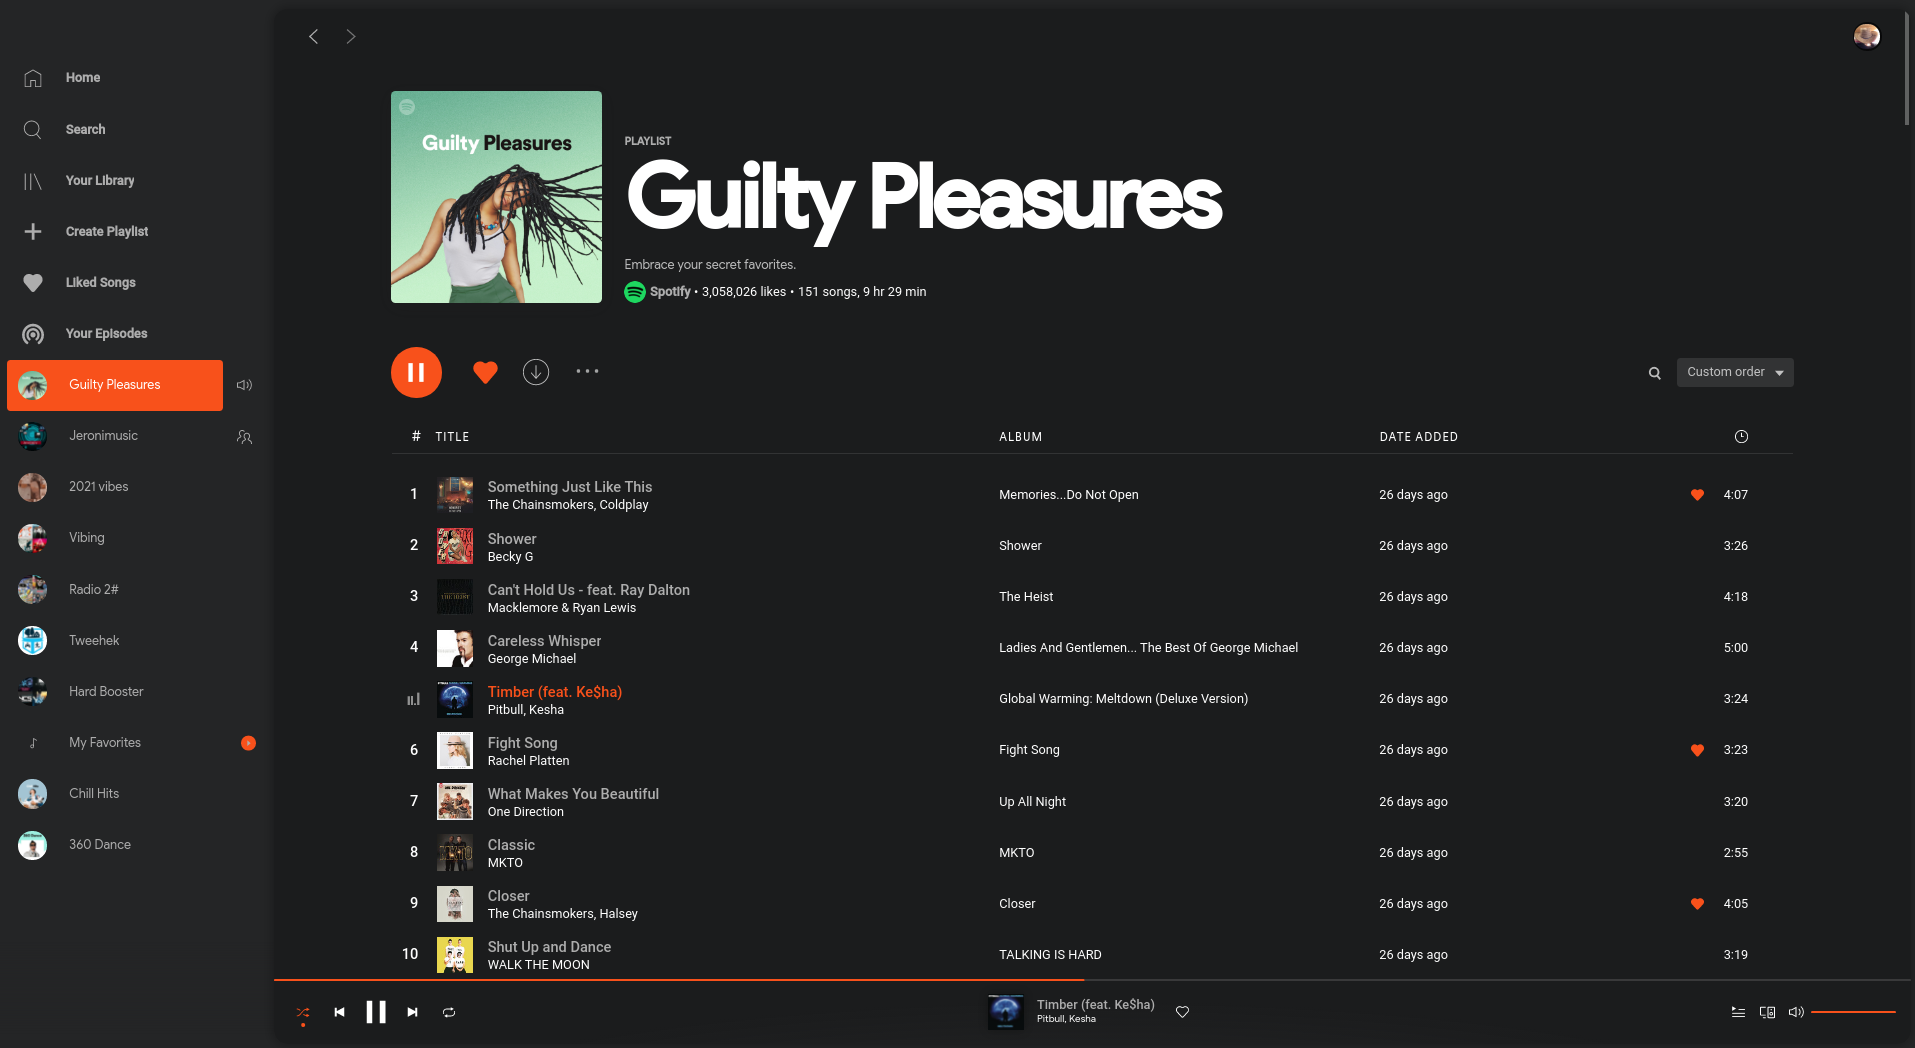 Home
Search
Your Library
Create Playlist
Liked Songs
Your Episodes
Guilty Pleasures
Jeronimusic
2021 vibes
Vibing
Radio 2#
Tweehek
Hard Booster
My Favorites
Chill Hits
360 Dance
Guilty Pleasures
PLAYLIST
Guilty Pleasures
Embrace your secret favorites.
Spotify • 3,058,026 likes • 151 songs, 9 hr 29 min
Custom order
# TITLE ALBUM DATE ADDED
1 Something Just Like This Memories...Do Not Open 26 days ago 4:07
The Chainsmokers, Coldplay
2 Shower Shower 26 days ago 3:26
Becky G
3 Can't Hold Us - feat. Ray Dalton The Heist 26 days ago 4:18
Macklemore & Ryan Lewis
4 Careless Whisper Ladies And Gentlemen... The Best Of George Michael 26 days ago 5:00
George Michael
Timber (feat. Ke$ha) Global Warming: Meltdown (Deluxe Version) 26 days ago 3:24
Pitbull, Kesha
6 Fight Song Fight Song 26 days ago 3:23
Rachel Platten
7 What Makes You Beautiful Up All Night 26 days ago 3:20
One Direction
8 Classic MKTO 26 days ago 2:55
MKTO
9 Closer Closer 26 days ago 4:05
The Chainsmokers, Halsey
10 Shut Up and Dance TALKING IS HARD 26 days ago 3:19
WALK THE MOON
Timber (feat. Ke$ha)
Pitbull, Kesha